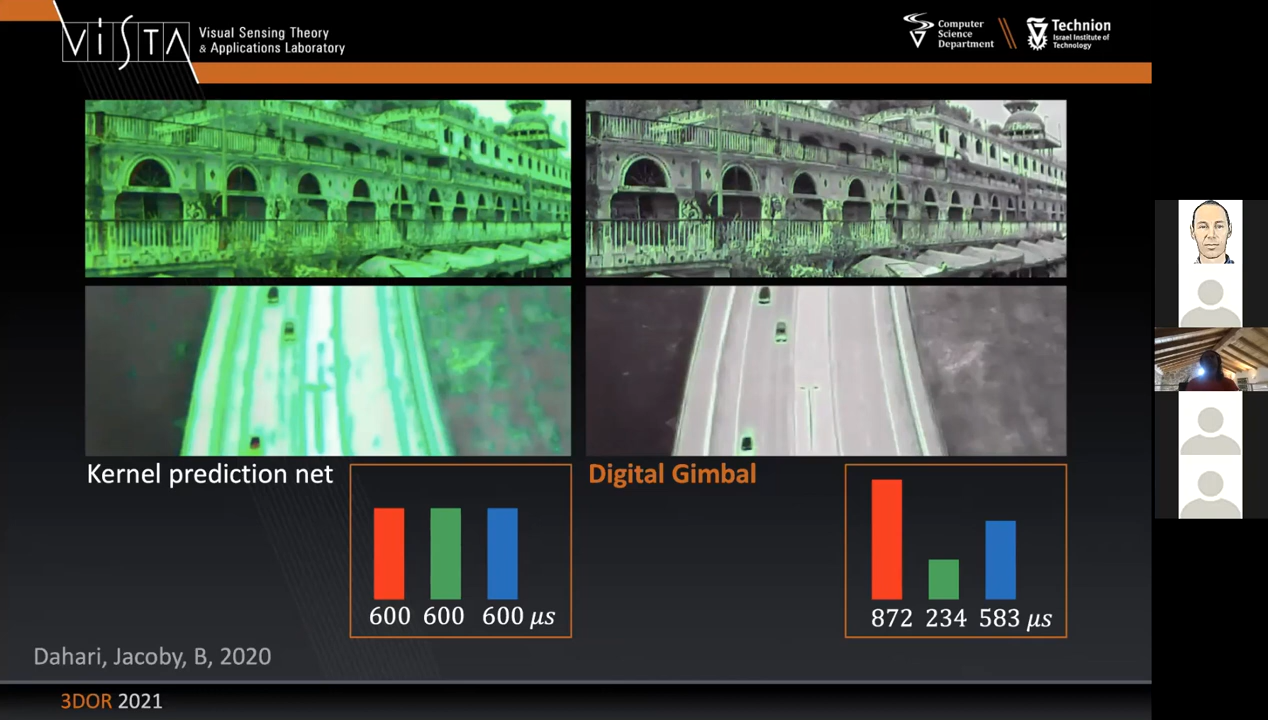 ViSTA
Visual Sensing Theory
& Applications Laboratory
Computer
Science
Department
Technion
Israel Institute of
Technology
Kernel prediction net
600 600 600 µs
Digital Gimbal
872 234 583 µs
Dahari, Jacoby, B, 2020
3DOR 2021